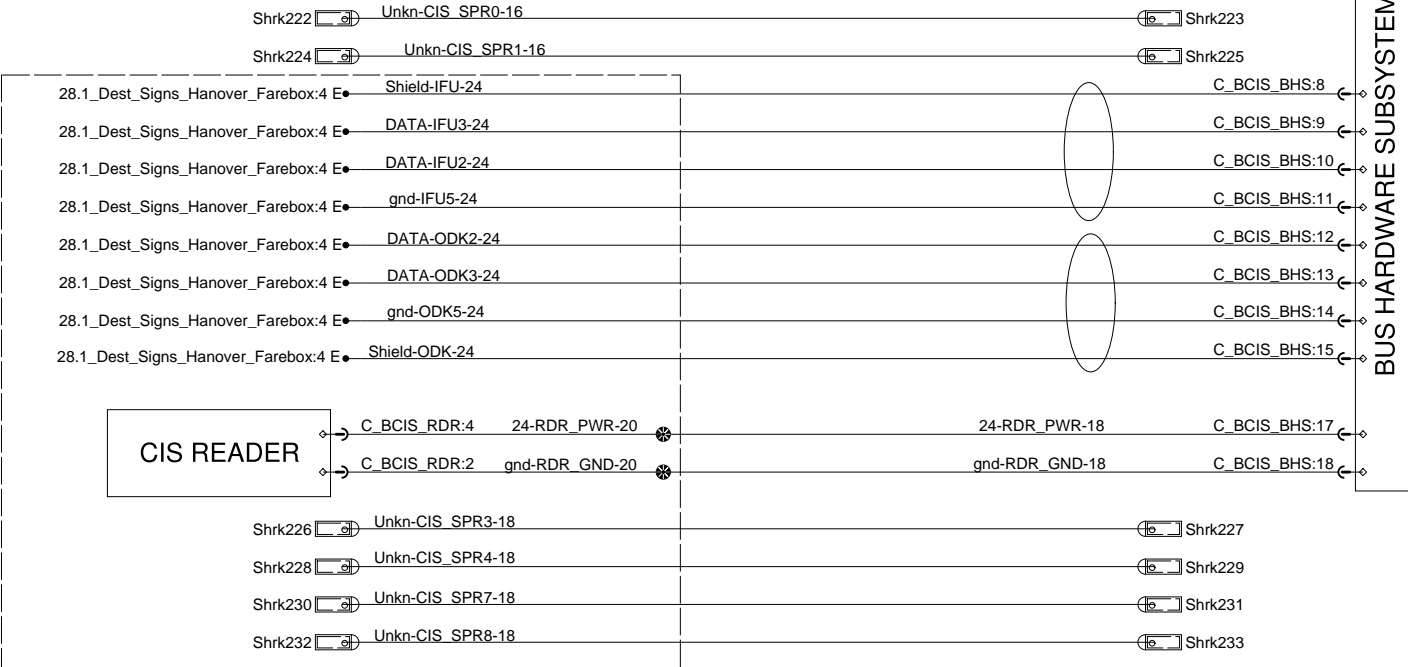 Shrk222 Unkn-CIS_SPR0-16 Shrk223
Shrk224 Unkn-CIS_SPR1-16 Shrk225
28.1_Dest_Signs_Hanover_Farebox:4 E Shield-IFU-24 C_BCIS_BHS:8
28.1_Dest_Signs_Hanover_Farebox:4 E DATA-IFU3-24 C_BCIS_BHS:9
28.1_Dest_Signs_Hanover_Farebox:4 E DATA-IFU2-24 C_BCIS_BHS:10
28.1_Dest_Signs_Hanover_Farebox:4 E gnd-IFU5-24 C_BCIS_BHS:11
28.1_Dest_Signs_Hanover_Farebox:4 E DATA-ODK2-24 C_BCIS_BHS:12
28.1_Dest_Signs_Hanover_Farebox:4 E DATA-ODK3-24 C_BCIS_BHS:13
28.1_Dest_Signs_Hanover_Farebox:4 E gnd-ODK5-24 C_BCIS_BHS:14
28.1_Dest_Signs_Hanover_Farebox:4 E Shield-ODK-24 C_BCIS_BHS:15
BUS HARDWARE SUBSYSTEM
CIS READER
C_BCIS_RDR:4 24-RDR_PWR-20 24-RDR_PWR-18 C_BCIS_BHS:17
C_BCIS_RDR:2 gnd-RDR_GND-20 gnd-RDR_GND-18 C_BCIS_BHS:18
Shrk226 Unkn-CIS_SPR3-18 Shrk227
Shrk228 Unkn-CIS_SPR4-18 Shrk229
Shrk230 Unkn-CIS_SPR7-18 Shrk231
Shrk232 Unkn-CIS_SPR8-18 Shrk233